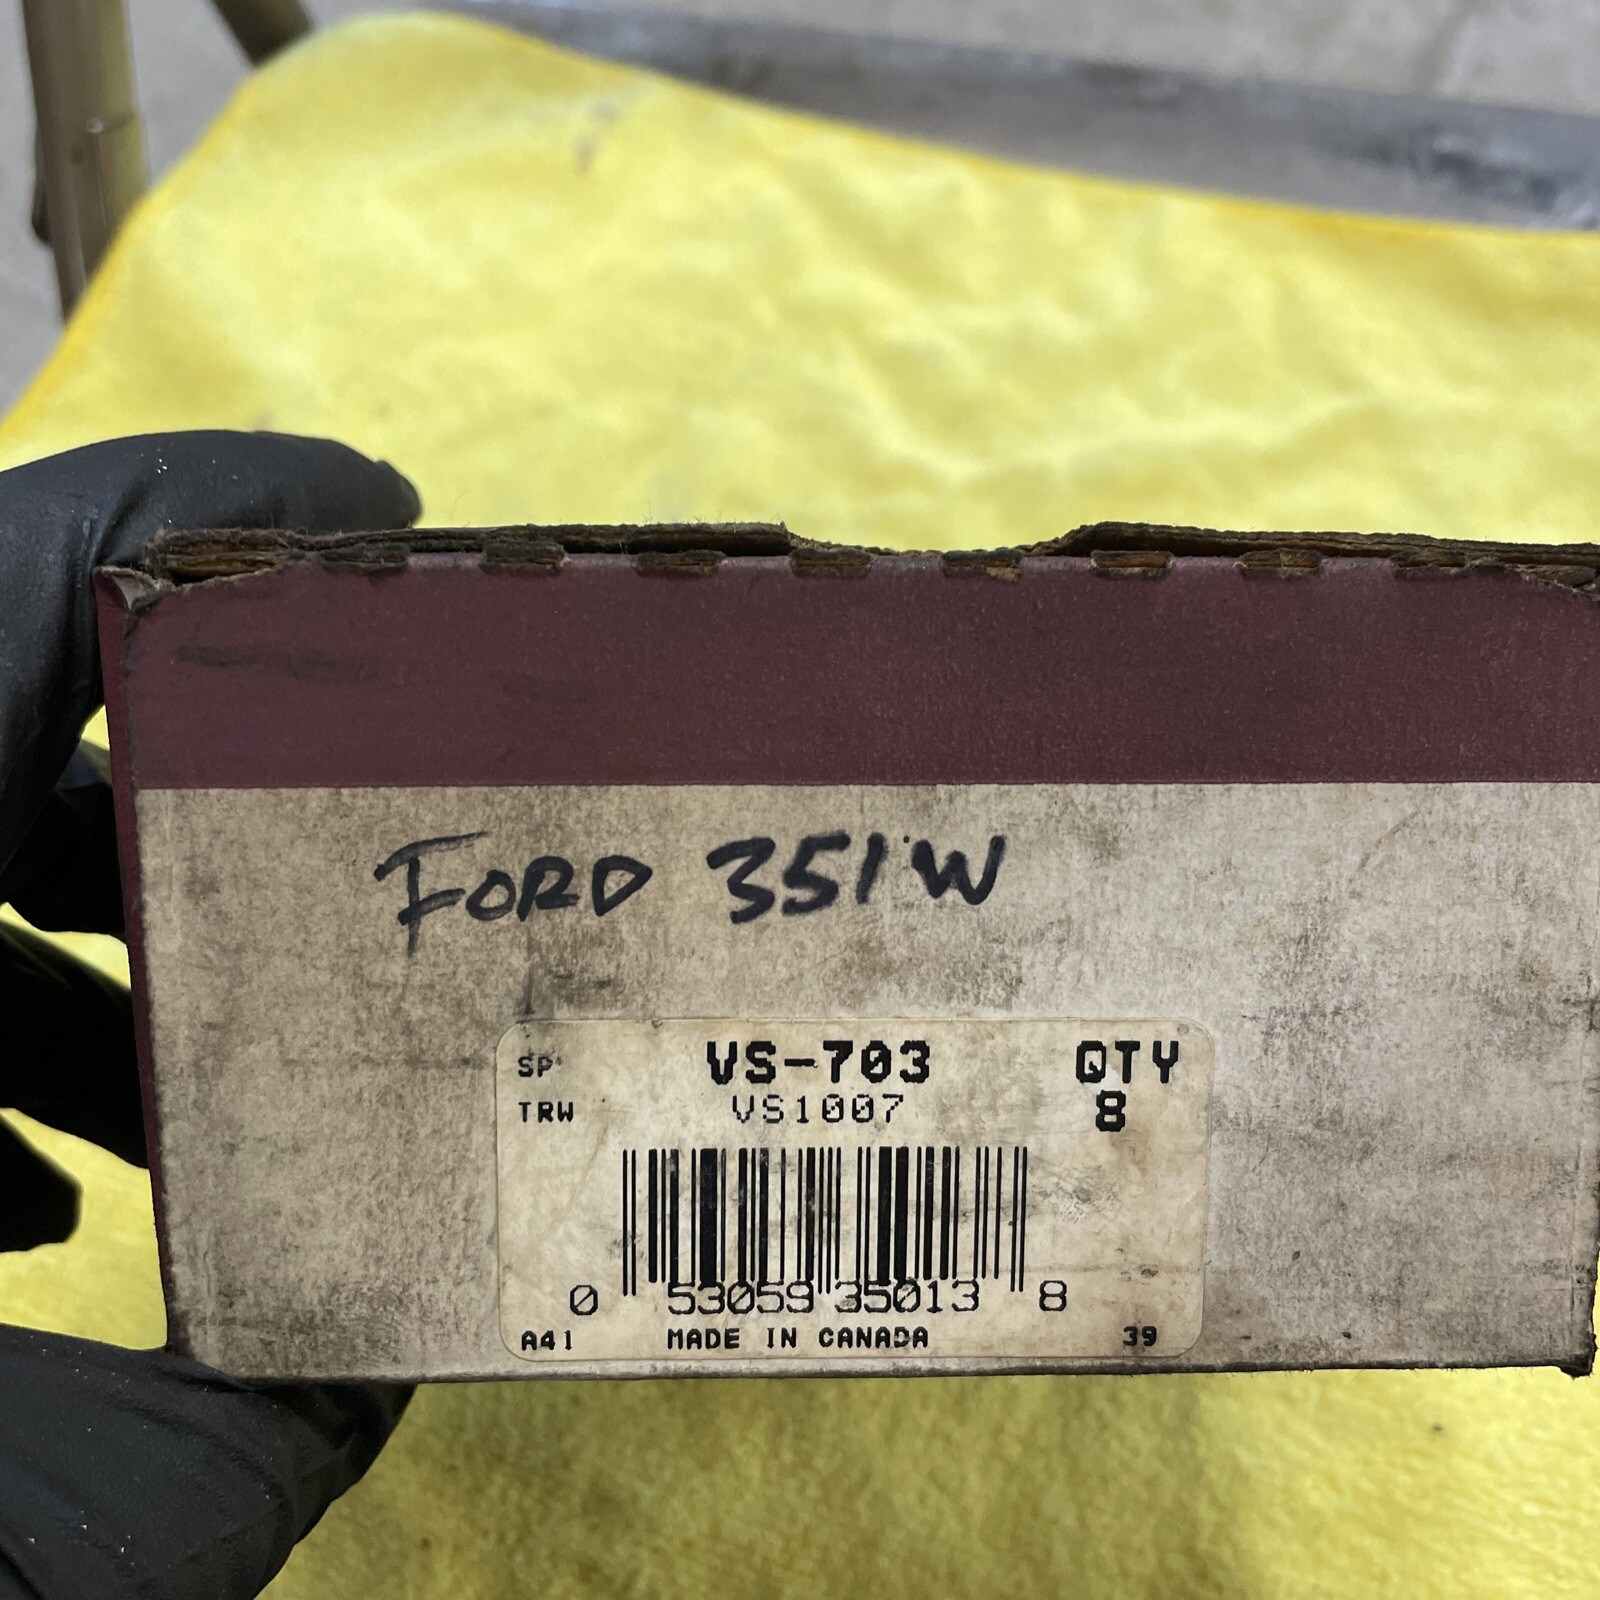 FORD 351W
SP VS-703 QTY
TRW VS1007 8
0 53059 35013 8
A41 MADE IN CANADA 39